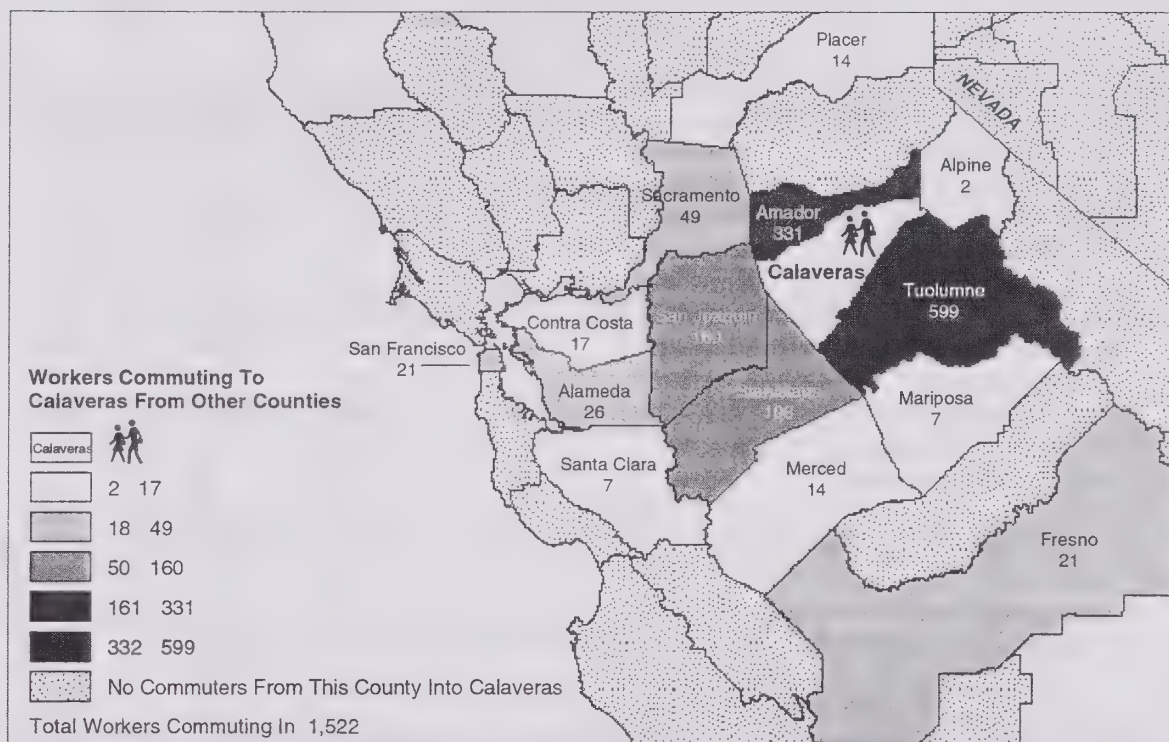 Placer
14
NEVADA
Alpine
2
Sacramento
49
Amador
331
Calaveras
Tuolumne
599
Contra Costa
17
San Joaquin
San Francisco
21
Alameda
26
Mariposa
7
Santa Clara
7
Merced
14
Fresno
21
Workers Commuting To
Calaveras From Other Counties
Calaveras
2 17
18 49
50 160
161 331
332 599
No Commuters From This County Into Calaveras
Total Workers Commuting In 1,522